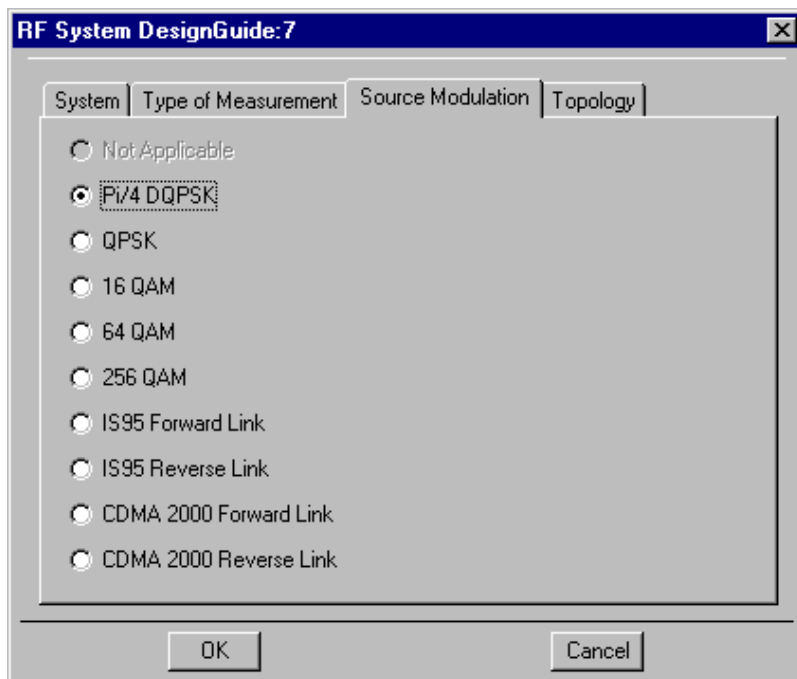 RF System DesignGuide:7
System Type of Measurement Source Modulation Topology
Not Applicable
Pi/4 DQPSK
QPSK
16 QAM
64 QAM
256 QAM
IS95 Forward Link
IS95 Reverse Link
CDMA 2000 Forward Link
CDMA 2000 Reverse Link
OK Cancel